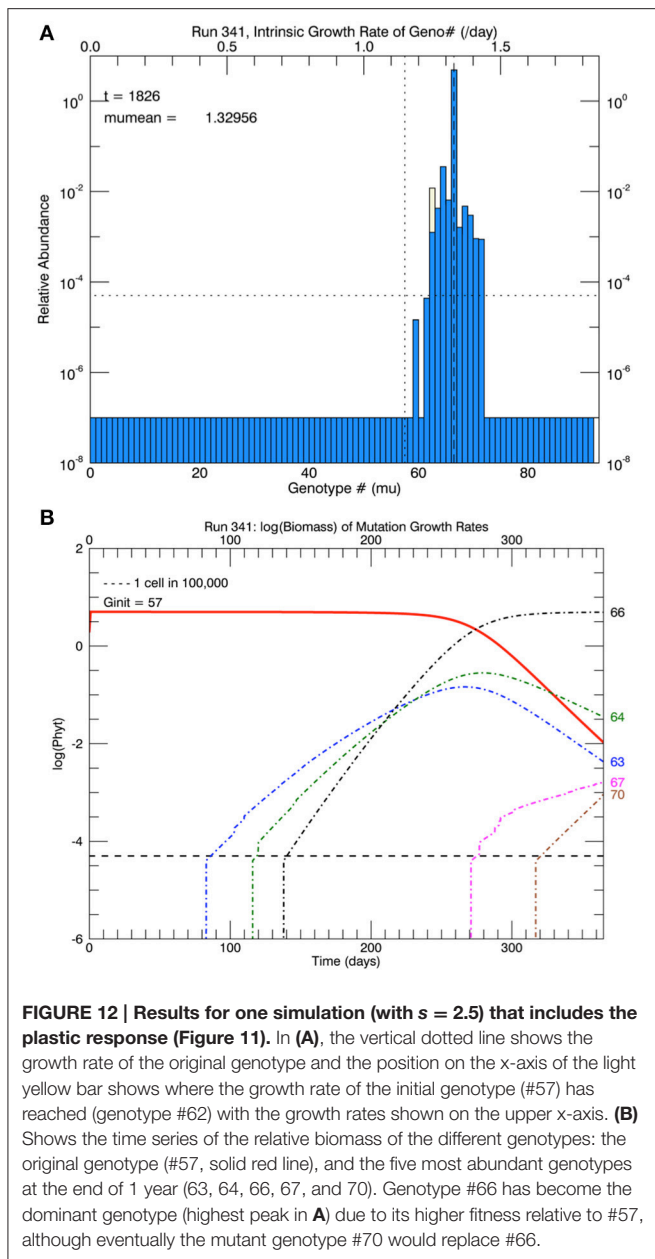 A
Run 341, Intrinsic Growth Rate of Geno# (/day)
0.0 0.5 1.0 1.5
t = 1826
mumean = 1.32956
Relative Abundance
10^0
10^-2
10^-4
10^-6
10^-8
10^0
10^-2
10^-4
10^-6
10^-8
0 20 40 60 80
Genotype # (mu)
B
Run 341: log(Biomass) of Mutation Growth Rates
0 100 200 300
---- 1 cell in 100,000
Ginit = 57
log(Phyt)
2
0
-2
-4
-6
66
64
63
67
70
0 100 200 300
Time (days)
FIGURE 12 | Results for one simulation (with s = 2.5) that includes the
plastic response (Figure 11). In (A), the vertical dotted line shows the
growth rate of the original genotype and the position on the x-axis of the light
yellow bar shows where the growth rate of the initial genotype (#57) has
reached (genotype #62) with the growth rates shown on the upper x-axis. (B)
Shows the time series of the relative biomass of the different genotypes: the
original genotype (#57, solid red line), and the five most abundant genotypes
at the end of 1 year (63, 64, 66, 67, and 70). Genotype #66 has become the
dominant genotype (highest peak in A) due to its higher fitness relative to #57,
although eventually the mutant genotype #70 would replace #66.